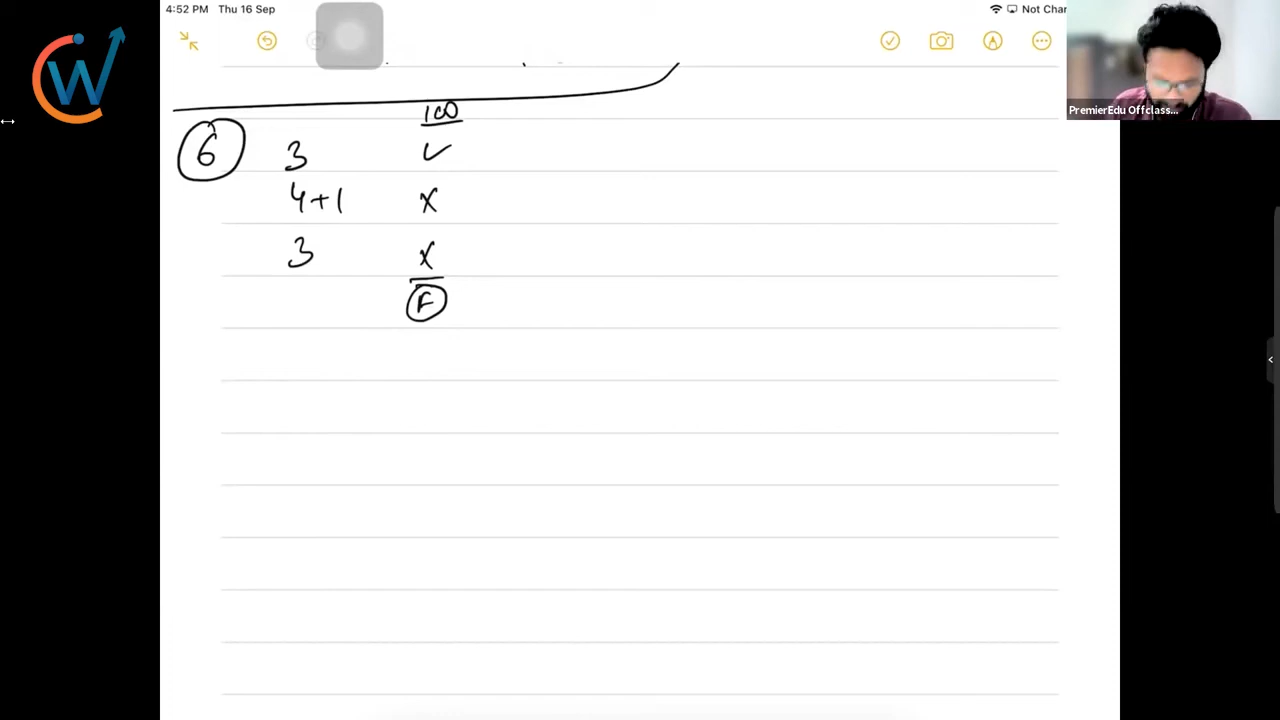 4:52 PM Thu 16 Sep
Not Char
W
PremierEdu Offclass...
100
6 3 ✓
4+1 x
3 x
F